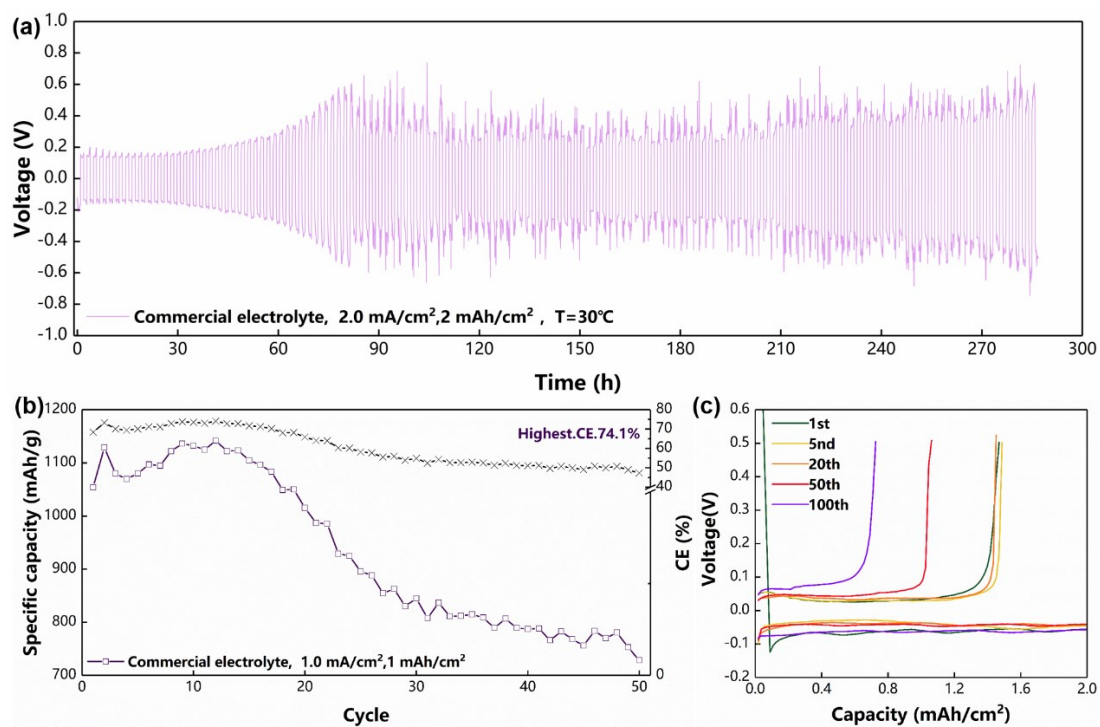 (a)
1.0
0.8
0.6
0.4
0.2
0.0
-0.2
-0.4
-0.6
-0.8
-1.0
Voltage (V)
Commercial electrolyte, 2.0 mA/cm²,2 mAh/cm² , T=30℃
0 30 60 90 120 150 180 210 240 270 300
Time (h)
(b)
1200
1100
1000
900
800
700
Specific capacity (mAh/g)
Highest.CE.74.1%
80
70
60
50
40
0
CE (%)
Commercial electrolyte, 1.0 mA/cm²,1 mAh/cm²
0 10 20 30 40 50
Cycle
(c)
0.6
0.5
0.4
0.3
0.2
0.1
0.0
-0.1
-0.2
Voltage(V)
1st
5nd
20th
50th
100th
0.0 0.4 0.8 1.2 1.6 2.0
Capacity (mAh/cm²)